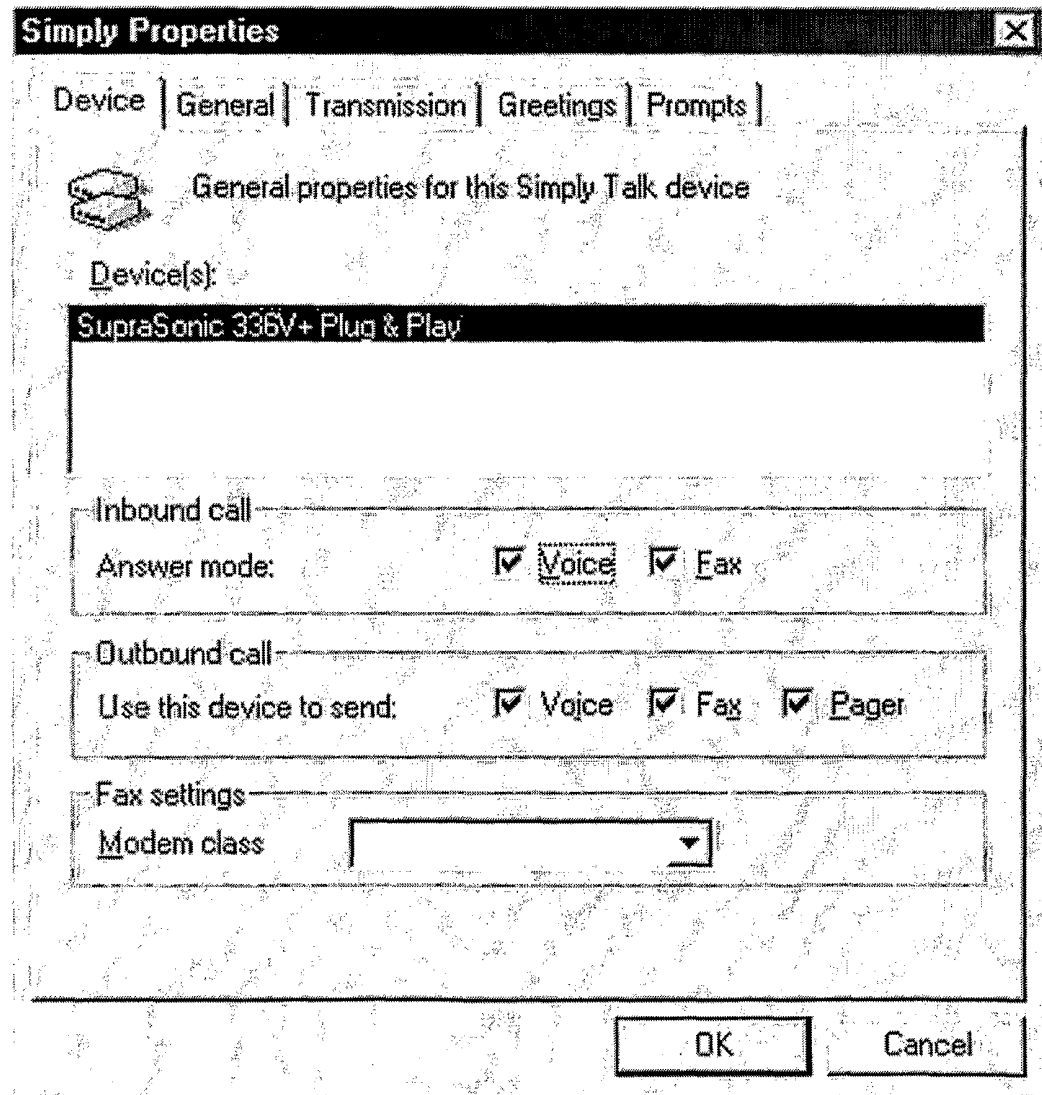 Simply Properties
Device General Transmission Greetings Prompts
General properties for this Simply Talk device
Device(s):
SupraSonic 336V+ Plug & Play
Inbound call
Answer mode: Voice Fax
Outbound call
Use this device to send: Voice Fax Pager
Fax settings
Modem class
OK Cancel